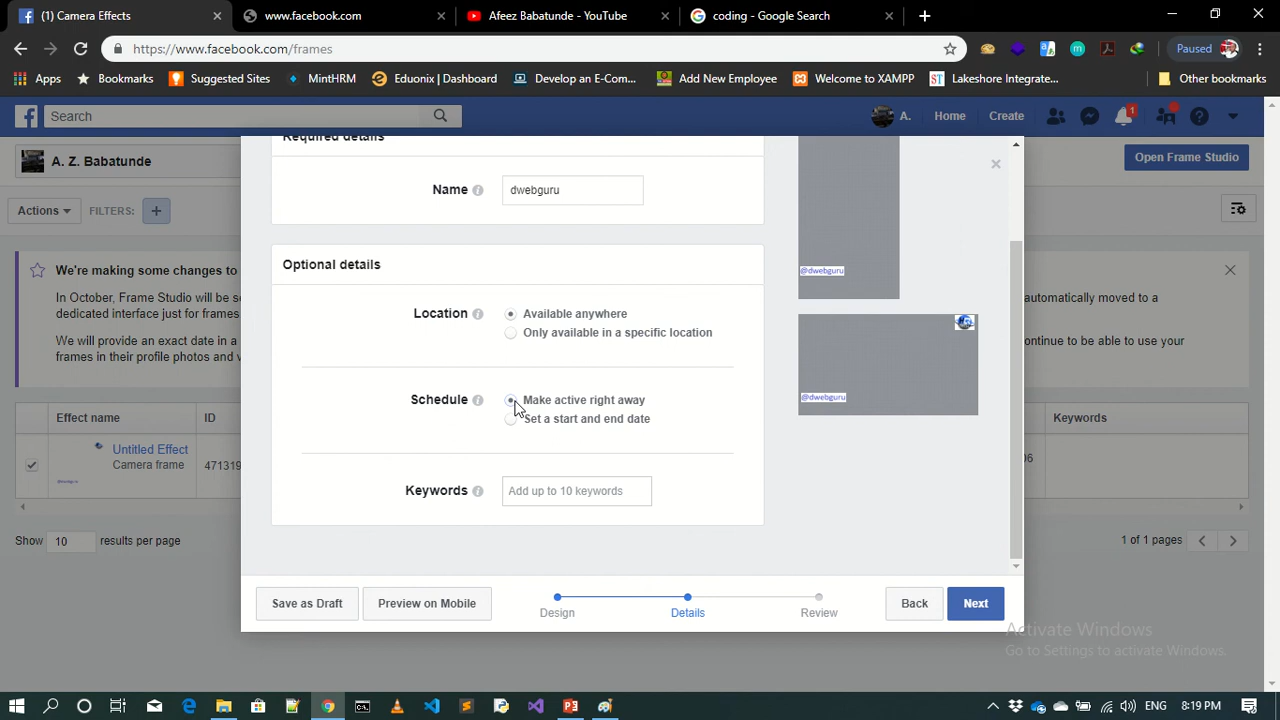 Camera Effects
www.facebook.com
Afeez Babatunde - YouTube
coding - Google Search
https://www.facebook.com/frames
Paused
Apps
Bookmarks
Suggested Sites
MintHRM
Eduonix | Dashboard
Develop an E-Com...
Add New Employee
Welcome to XAMPP
Lakeshore Integrate...
Other bookmarks
Search
A.
Home
Create
1
A. Z. Babatunde
Open Frame Studio
Actions
FILTERS:
Required details
Name
dwebguru
@dwebguru
We're making some changes to
In October, Frame Studio will be s
dedicated interface just for frames
We will provide an exact date in a
frames in their profile photos and v
automatically moved to a
ontinue to be able to use your
Optional details
Location
Available anywhere
Only available in a specific location
Schedule
Make active right away
Set a start and end date
Keywords
Add up to 10 keywords
@dwebguru
Effect name
ID
Keywords
Untitled Effect
Camera frame
471319
06
Show
10
results per page
1 of 1 pages
Save as Draft
Preview on Mobile
Design
Details
Review
Back
Next
Activate Windows
Go to Settings to activate Windows.
ENG
8:19 PM